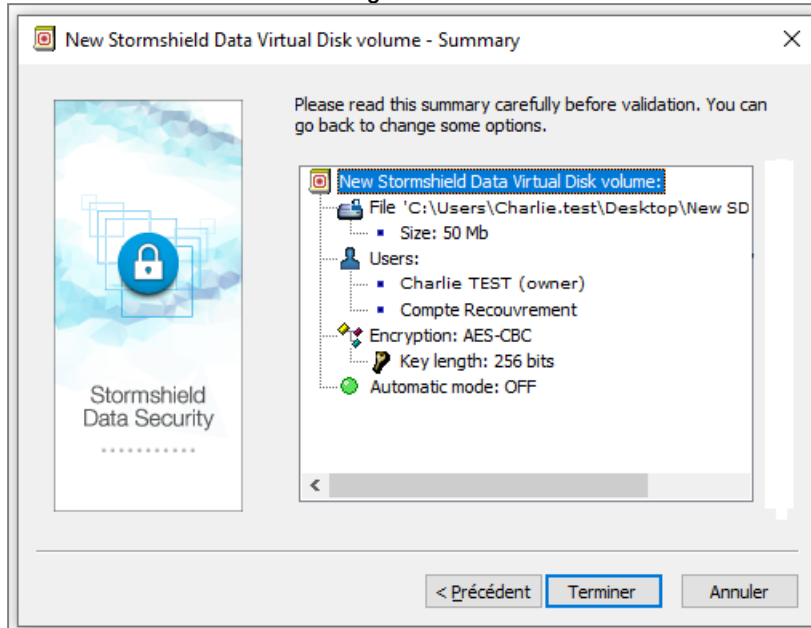 New Stormshield Data Virtual Disk volume - Summary
Please read this summary carefully before validation. You can
go back to change some options.
New Stormshield Data Virtual Disk volume:
File 'C:\Users\Charlie.test\Desktop\New SD
Size: 50 Mb
Users:
Charlie TEST (owner)
Compte Recouvrement
Encryption: AES-CBC
Key length: 256 bits
Automatic mode: OFF
Stormshield
Data Security
< Précédent
Terminer
Annuler